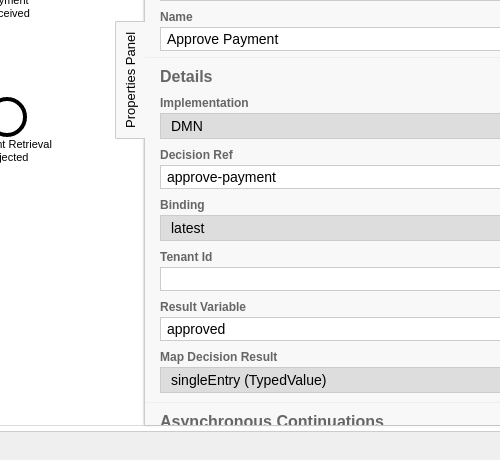 ceived
Properties Panel
nt Retrieval
jected
Name
Approve Payment
Details
Implementation
DMN
Decision Ref
approve-payment
Binding
latest
Tenant Id
Result Variable
approved
Map Decision Result
singleEntry (TypedValue)
Asynchronous Continuations